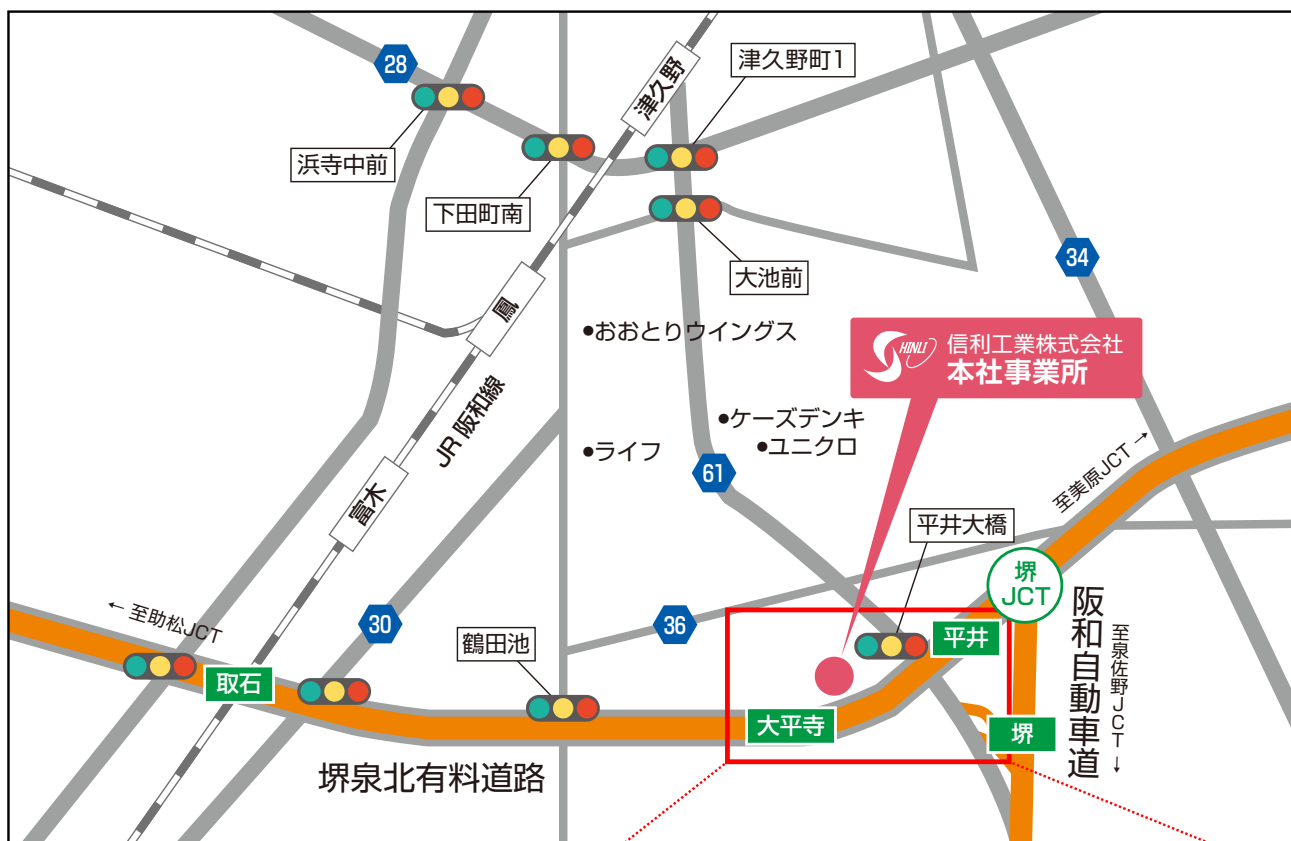 28
津久野
津久野町1
浜寺中前
下田町南
大池前
34
鳳
●おおとりウイングス
SHINLI
信利工業株式会社
本社事業所
JR 阪和線
●ケーズデンキ
●ユニクロ
●ライフ
61
至美原JCT→
富木
平井大橋
堺
JCT
←至助松JCT
30
36
鶴田池
平井
取石
大平寺
堺
阪和自動車道
至泉佐野JCT→
堺泉北有料道路